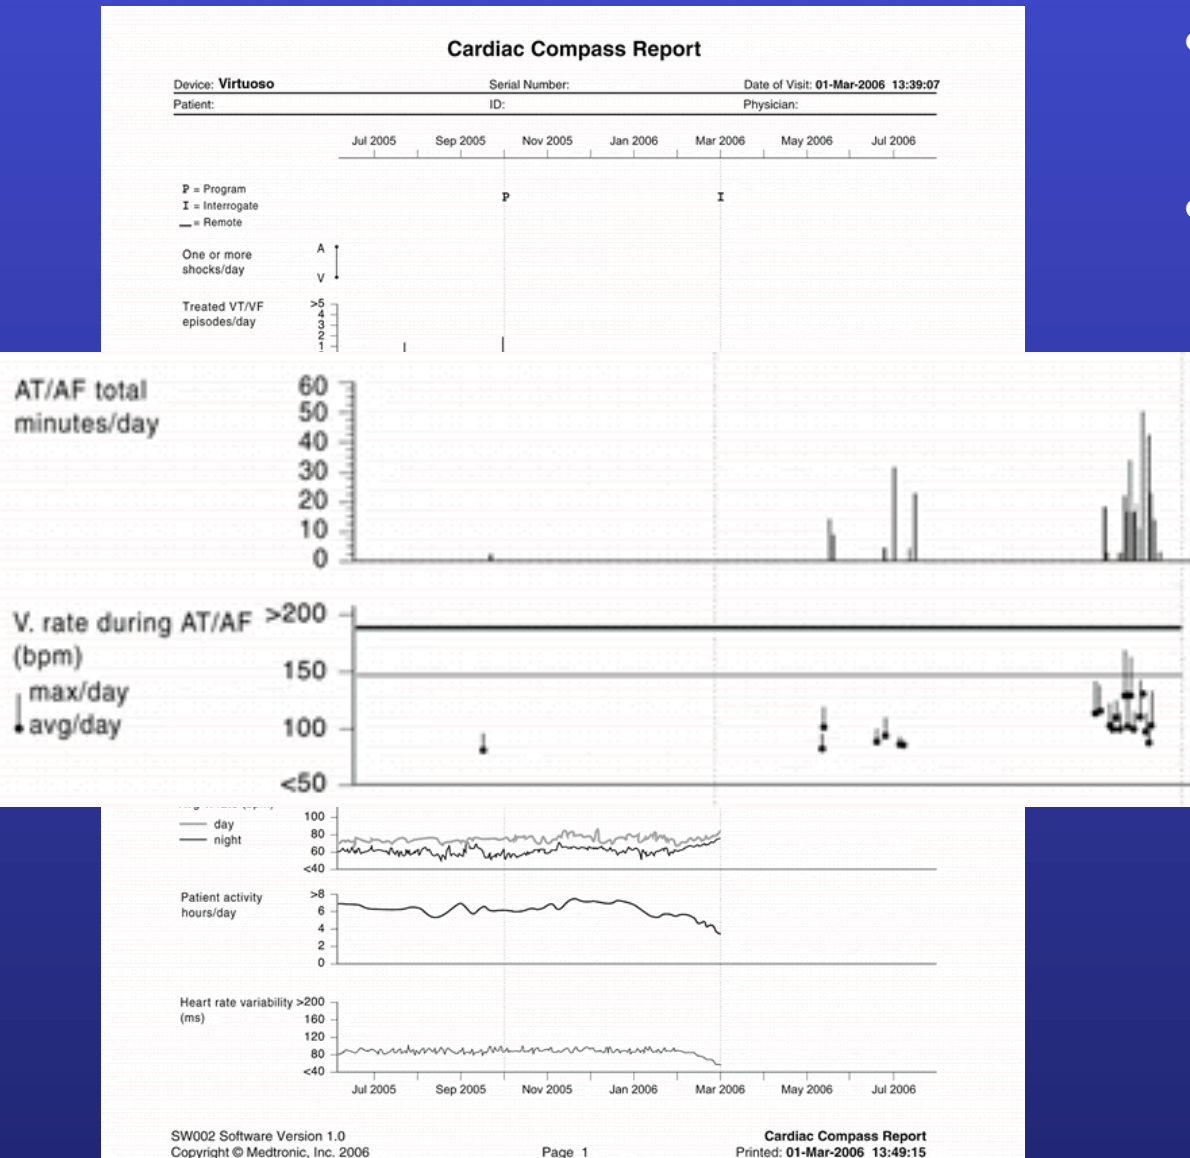 Cardiac Compass Report
Device: Virtuoso Serial Number: Date of Visit: 01-Mar-2006 13:39:07
Patient: ID: Physician:
Jul 2005 Sep 2005 Nov 2005 Jan 2006 Mar 2006 May 2006 Jul 2006
P = Program
I = Interrogate
= Remote
P I
One or more
shocks/day
A
V
Treated VT/VF
episodes/day
>5
4
3
2
1
AT/AF total
minutes/day
60
50
40
30
20
10
0
V. rate during AT/AF
(bpm)
max/day
avg/day
>200
150
100
<50
day
night
100
80
60
<40
Patient activity
hours/day
>8
6
4
2
0
Heart rate variability
(ms)
>200
160
120
80
<40
Jul 2005 Sep 2005 Nov 2005 Jan 2006 Mar 2006 May 2006 Jul 2006
SW002 Software Version 1.0 Cardiac Compass Report
Copyright © Medtronic, Inc. 2006 Page 1 Printed: 01-Mar-2006 13:49:15